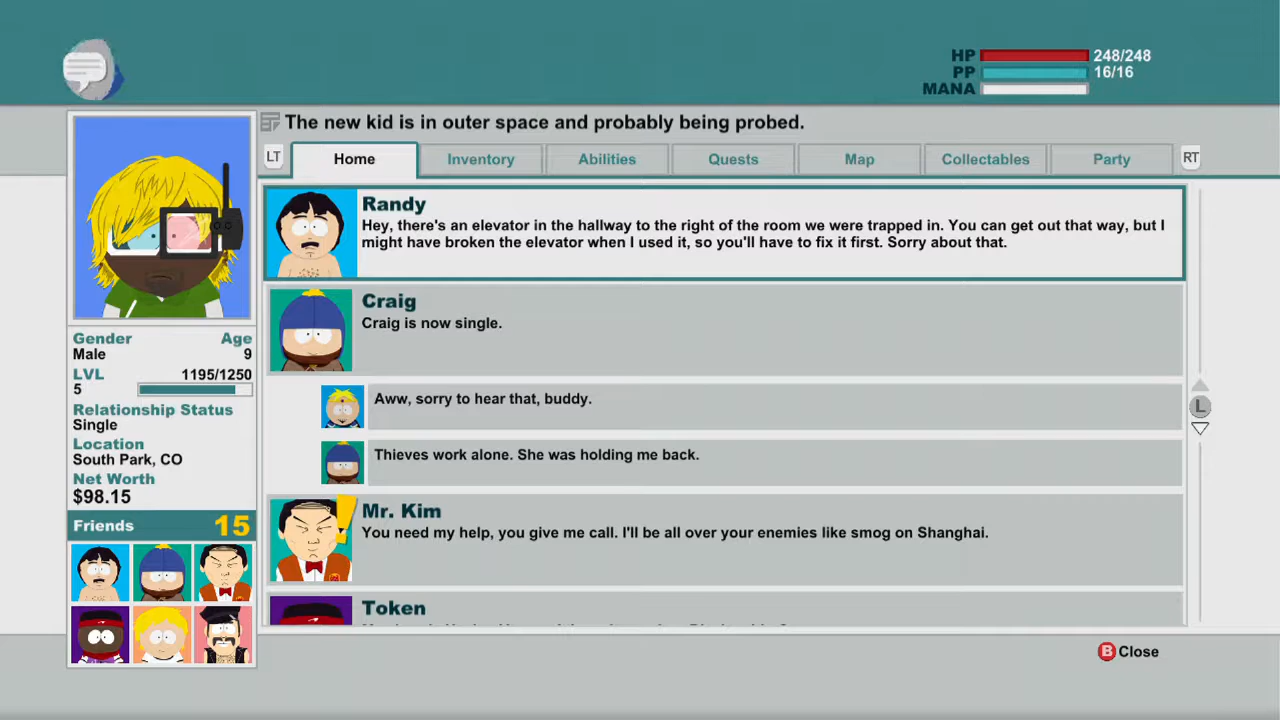 HP 248/248
PP 16/16
MANA
The new kid is in outer space and probably being probed.
LT Home Inventory Abilities Quests Map Collectables Party RT
Randy
Hey, there's an elevator in the hallway to the right of the room we were trapped in. You can get out that way, but I
might have broken the elevator when I used it, so you'll have to fix it first. Sorry about that.
Craig
Craig is now single.
Aww, sorry to hear that, buddy.
Thieves work alone. She was holding me back.
Mr. Kim
You need my help, you give me call. I'll be all over your enemies like smog on Shanghai.
Token
Gender Age
Male 9
LVL 1195/1250
5
Relationship Status
Single
Location
South Park, CO
Net Worth
$98.15
Friends 15
L
B Close